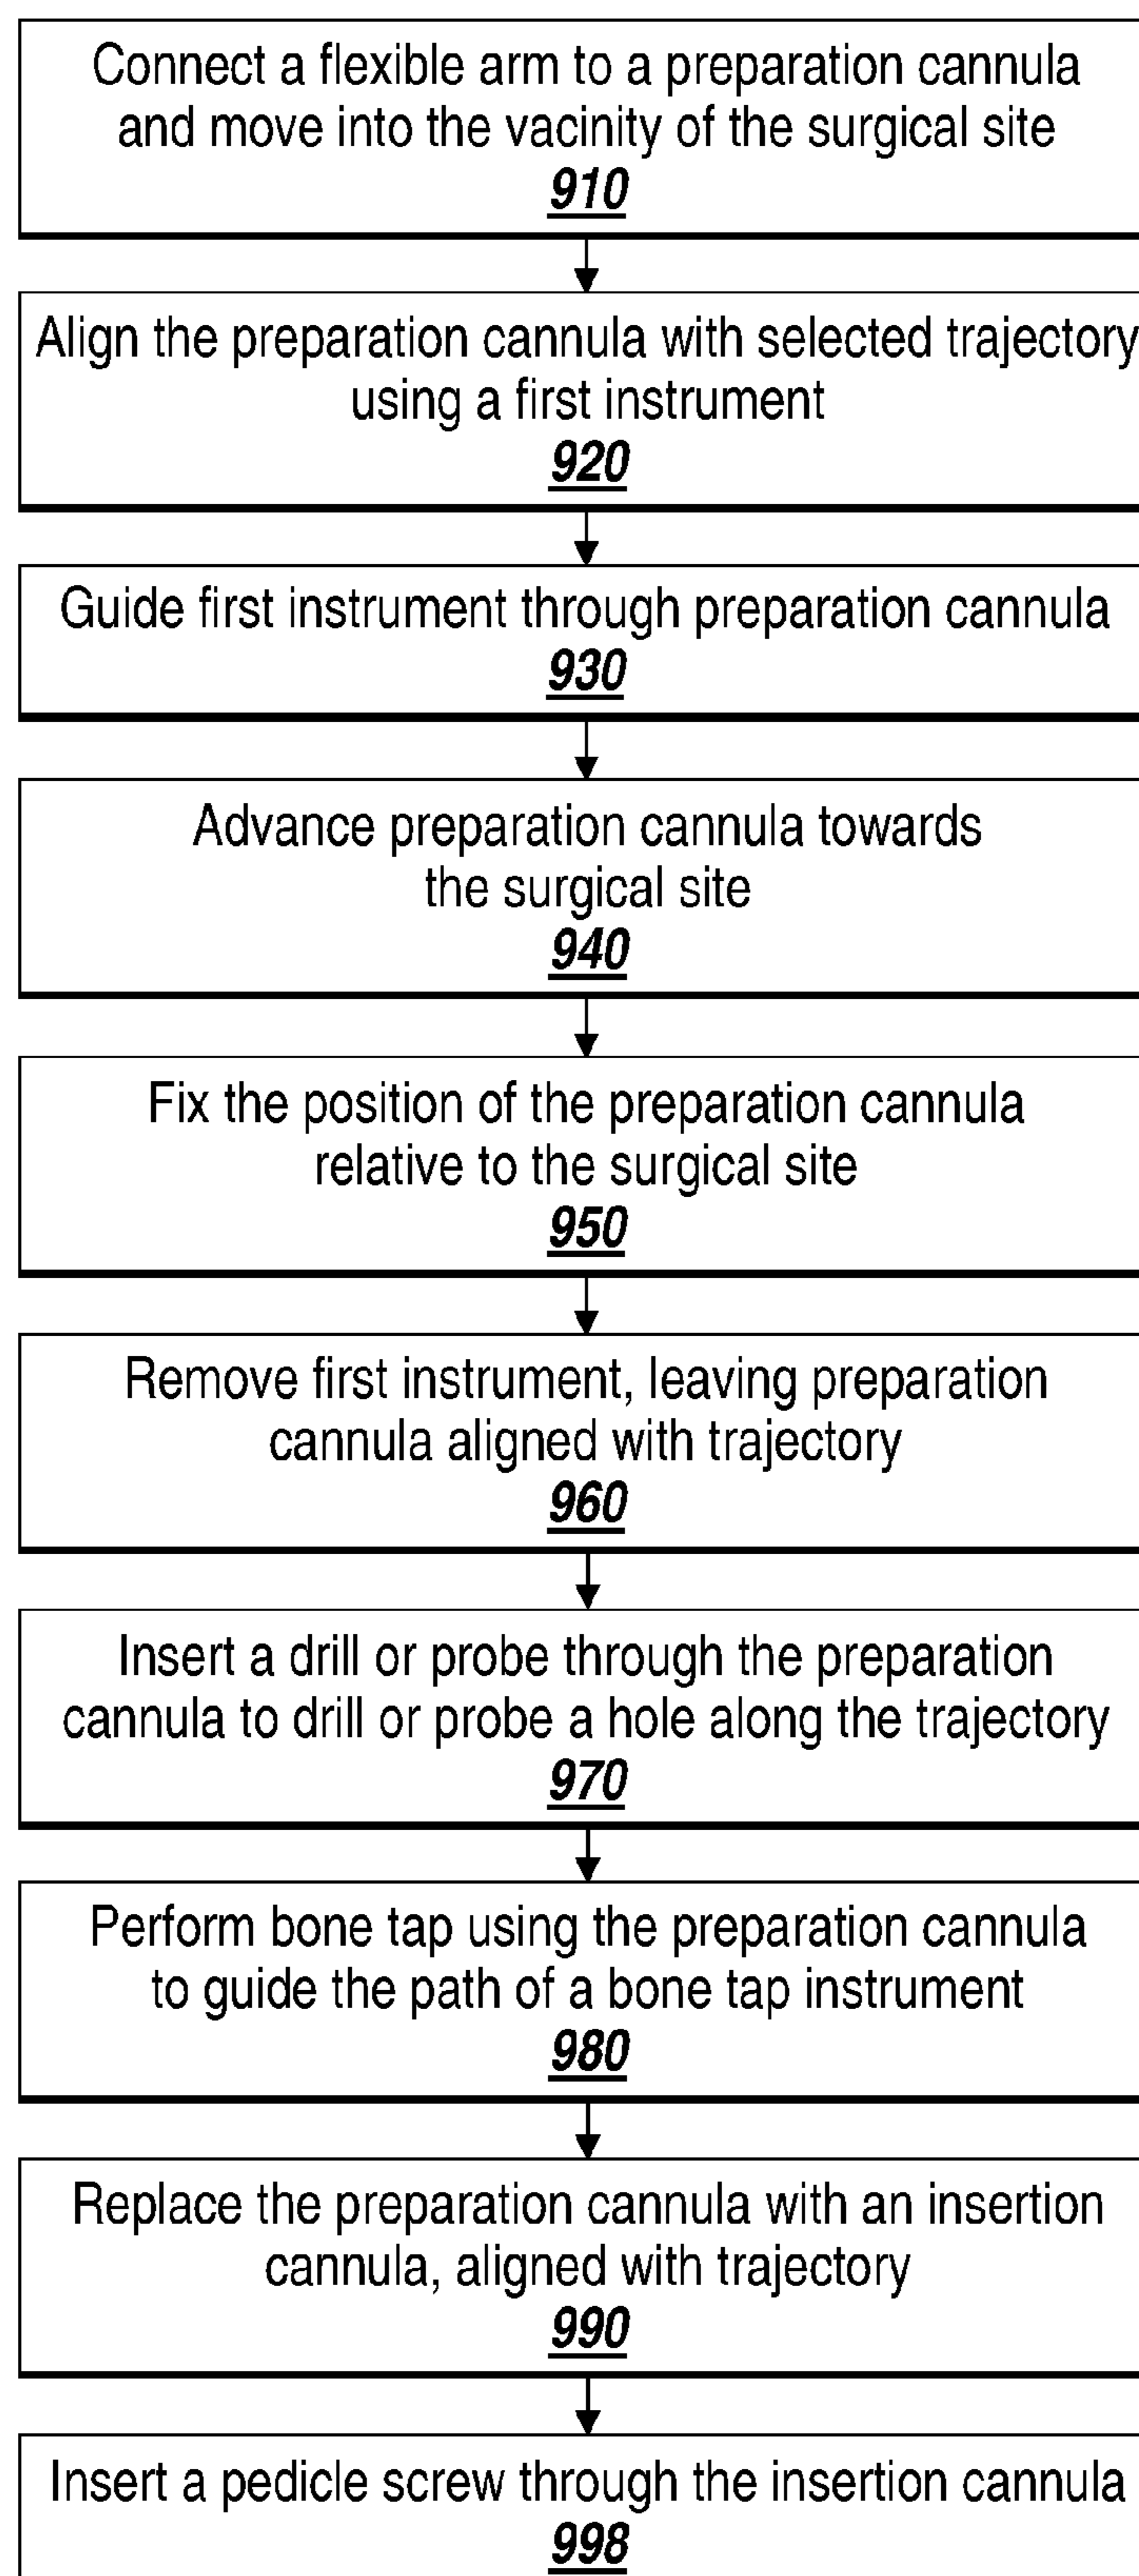 Connect a flexible arm to a preparation cannula
and move into the vacinity of the surgical site
910
Align the preparation cannula with selected trajectory
using a first instrument
920
Guide first instrument through preparation cannula
930
Advance preparation cannula towards
the surgical site
940
Fix the position of the preparation cannula
relative to the surgical site
950
Remove first instrument, leaving preparation
cannula aligned with trajectory
960
Insert a drill or probe through the preparation
cannula to drill or probe a hole along the trajectory
970
Perform bone tap using the preparation cannula
to guide the path of a bone tap instrument
980
Replace the preparation cannula with an insertion
cannula, aligned with trajectory
990
Insert a pedicle screw through the insertion cannula
998